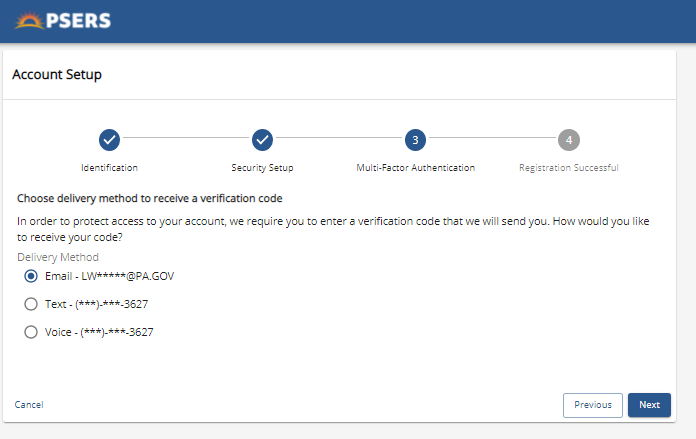 PSERS
Account Setup
3
4
Identification
Security Setup
Multi-Factor Authentication
Registration Successful
Choose delivery method to receive a verification code
In order to protect access to your account, we require you to enter a verification code that we will send you. How would you like
to receive your code?
Delivery Method
Email - LW*****@PA.GOV
Text - (***)-***-3627
Voice - (***)-***-3627
Cancel
Previous
Next